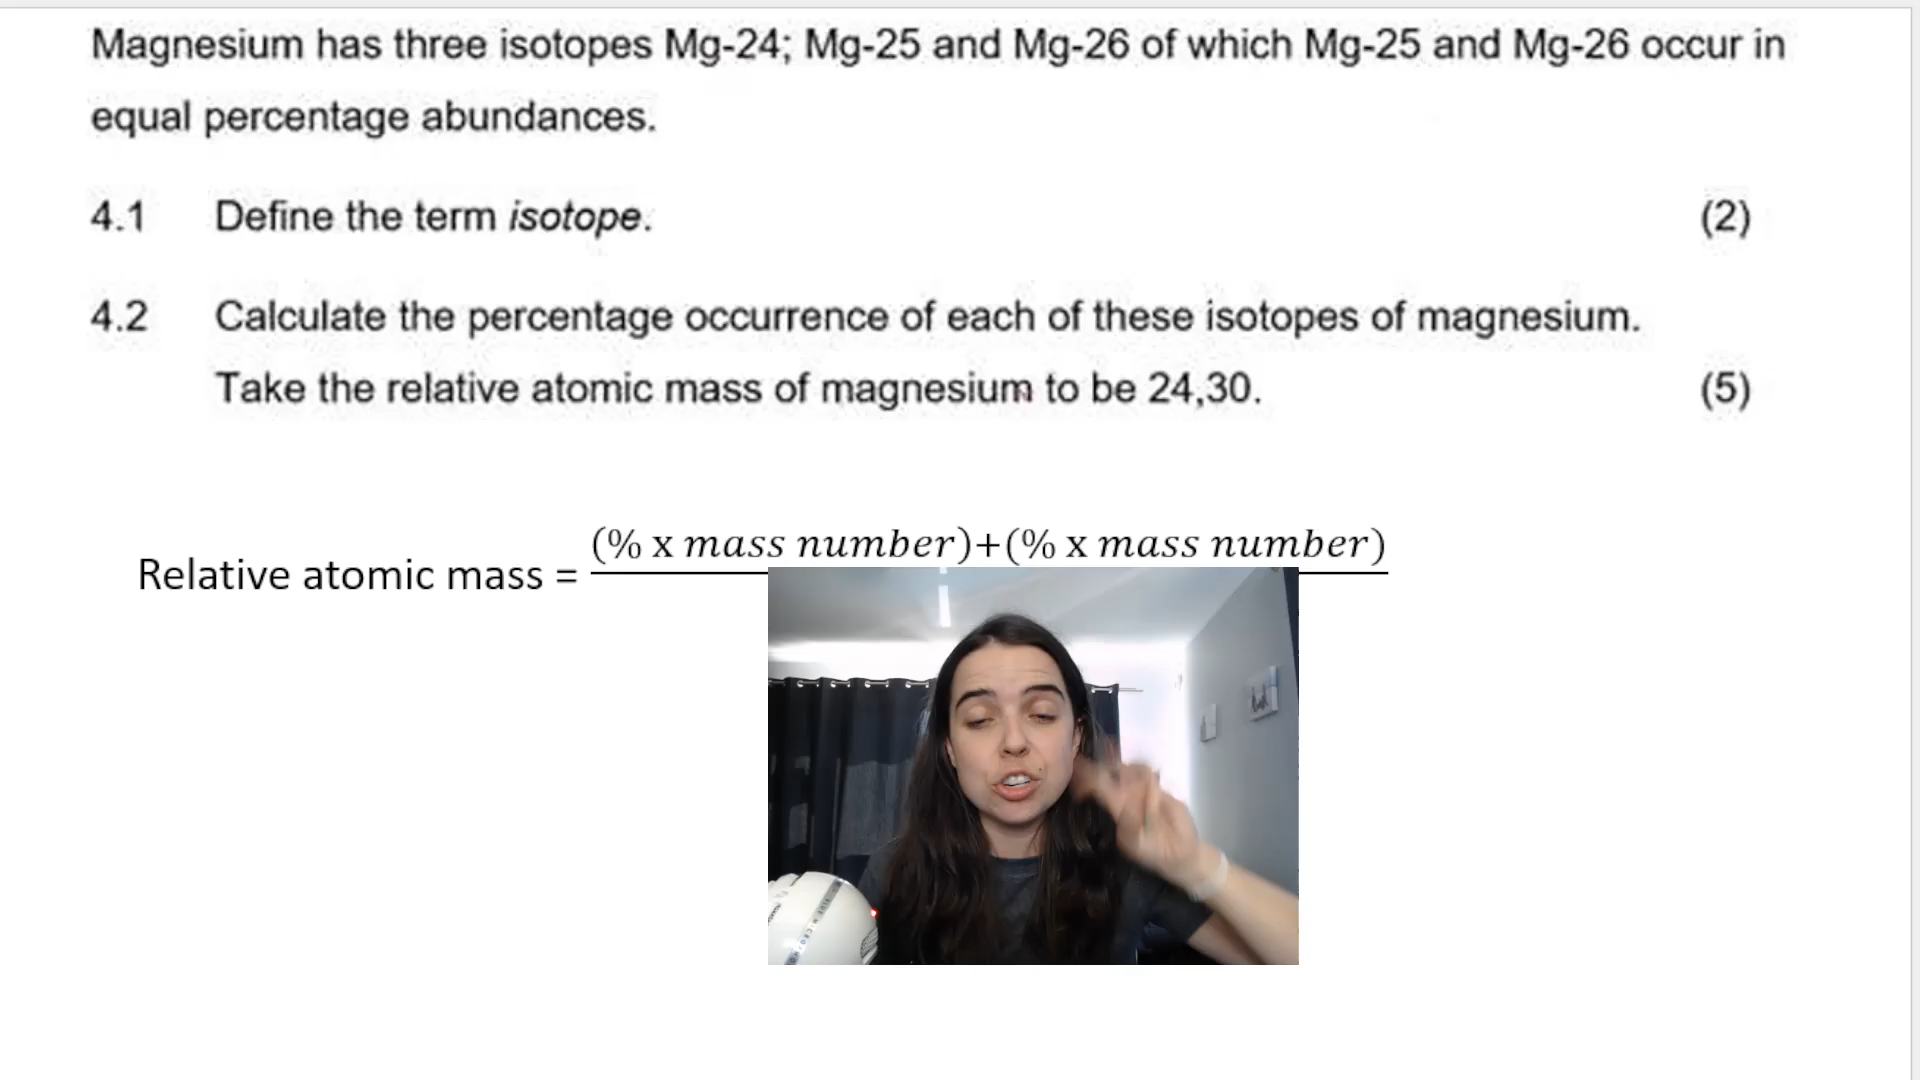 Magnesium has three isotopes Mg-24; Mg-25 and Mg-26 of which Mg-25 and Mg-26 occur in
equal percentage abundances.
4.1 Define the term isotope. (2)
4.2 Calculate the percentage occurrence of each of these isotopes of magnesium.
Take the relative atomic mass of magnesium to be 24,30. (5)
Relative atomic mass = (% x mass number)+(% x mass number)